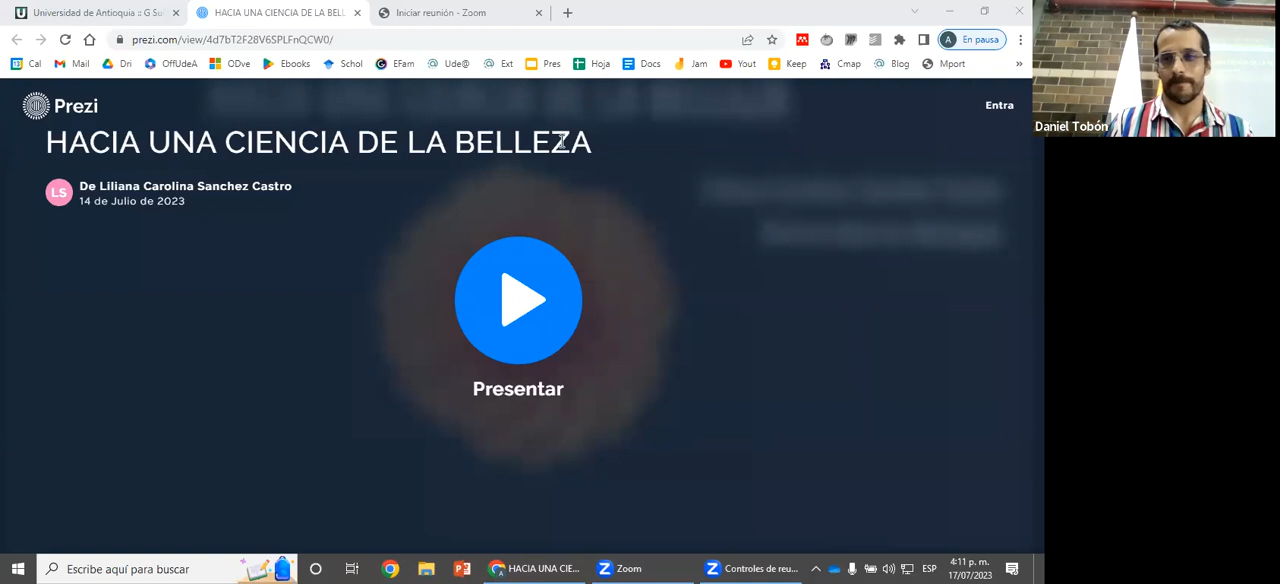 Universidad de Antioquia :: G Su
HACIA UNA CIENCIA DE LA BELL
Iniciar reunión - Zoom
prezi.com/view/4d7bT2F28V6SPLFnQCW0/
A En pausa
Cal Mail Dri OffUdeA ODve Ebooks Schol EFam Ude@ Ext Pres Hoja Docs Jam Yout Keep Cmap Blog Mport »
Prezi
Entra
HACIA UNA CIENCIA DE LA BELLEZA
LS De Liliana Carolina Sanchez Castro
14 de Julio de 2023
Presentar
Daniel Tobón
Escribe aquí para buscar
HACIA UNA CIE...
Zoom
Controles de reu...
ESP
4:11 p. m.
17/07/2023